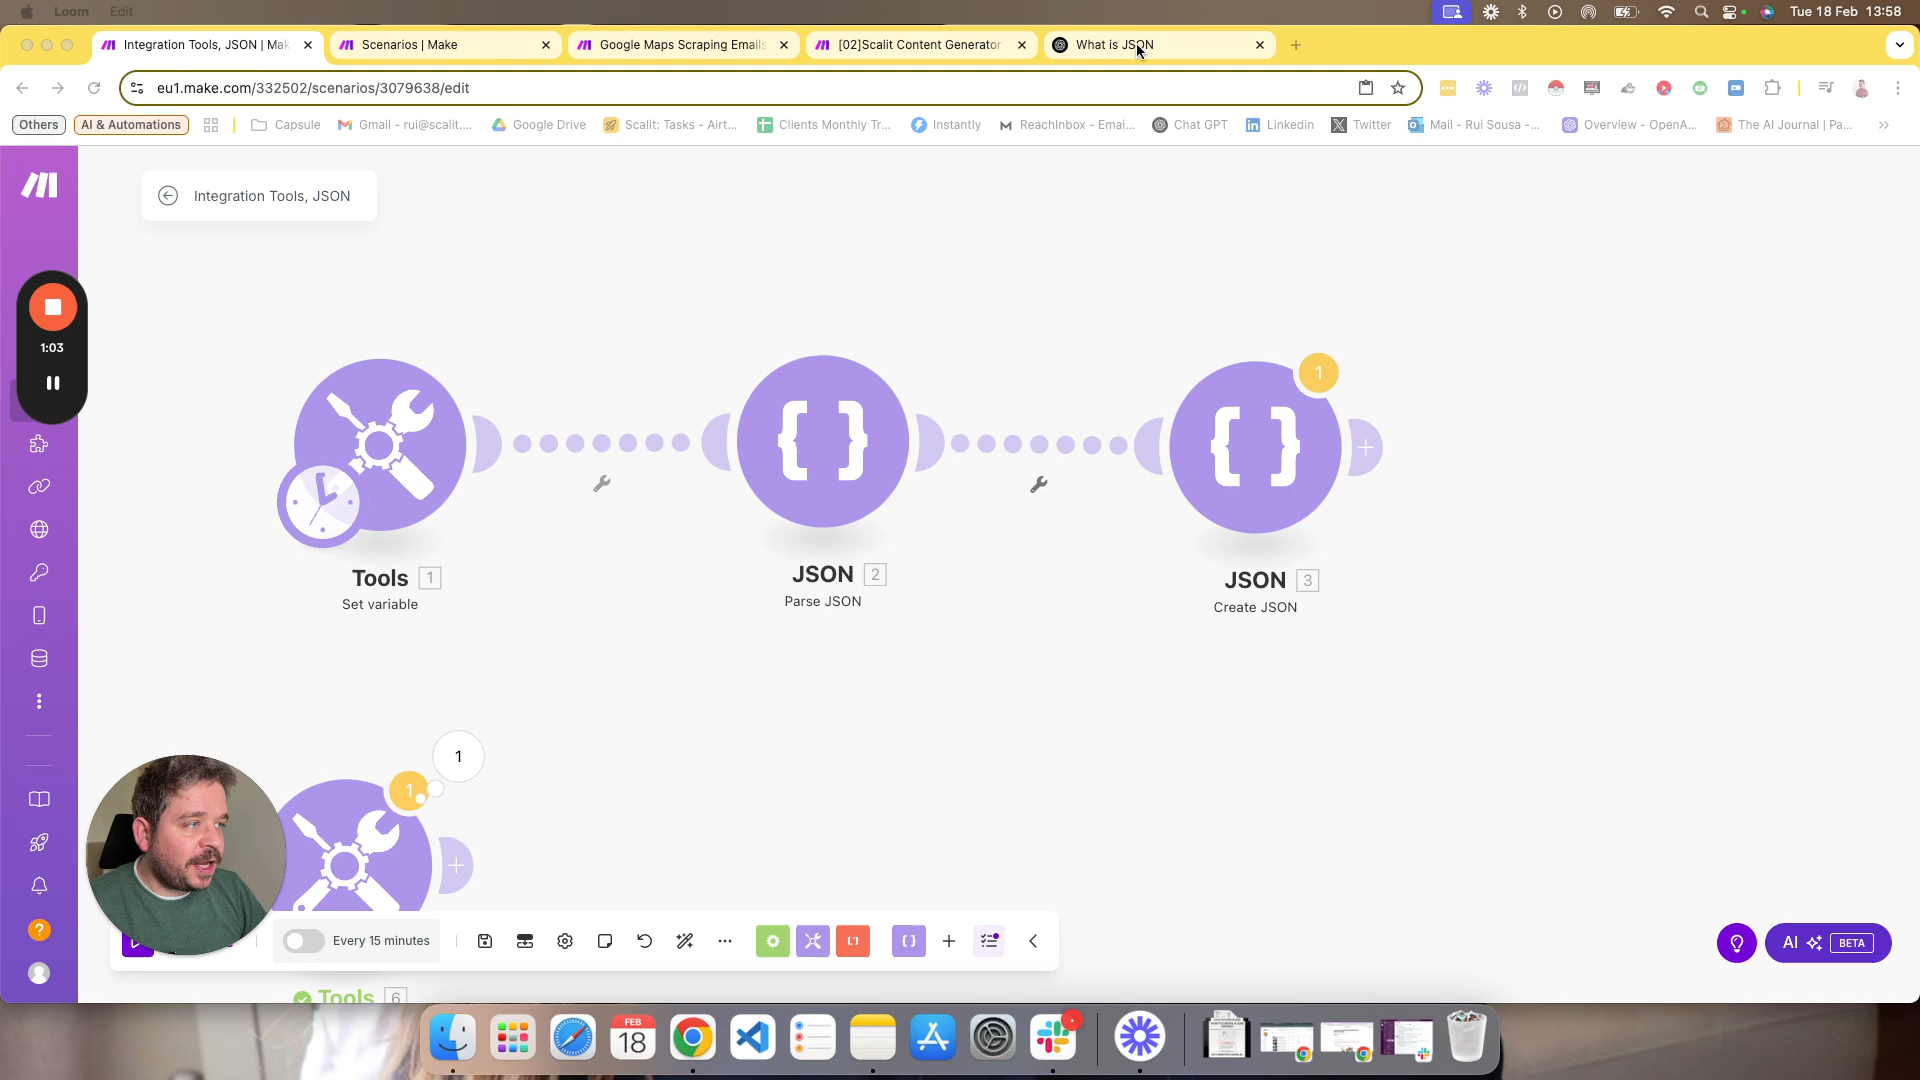 Loom Edit
Tue 18 Feb 13:58
Integration Tools, JSON | Mak
Scenarios | Make
Google Maps Scraping Emails
[02]Scalit Content Generator
What is JSON
eu1.make.com/332502/scenarios/3079638/edit
Others
AI & Automations
Capsule
Gmail - rui@scalit....
Google Drive
Scalit: Tasks - Airt...
Clients Monthly Tr...
Instantly
ReachInbox - Emai...
Chat GPT
Linkedin
Twitter
Mail - Rui Sousa -...
Overview - OpenA...
The AI Journal | Pa...
Integration Tools, JSON
1:03
1
Tools 1
Set variable
JSON 2
Parse JSON
JSON 3
Create JSON
1
1
Every 15 minutes
AI BETA
Tools 6
FEB
18